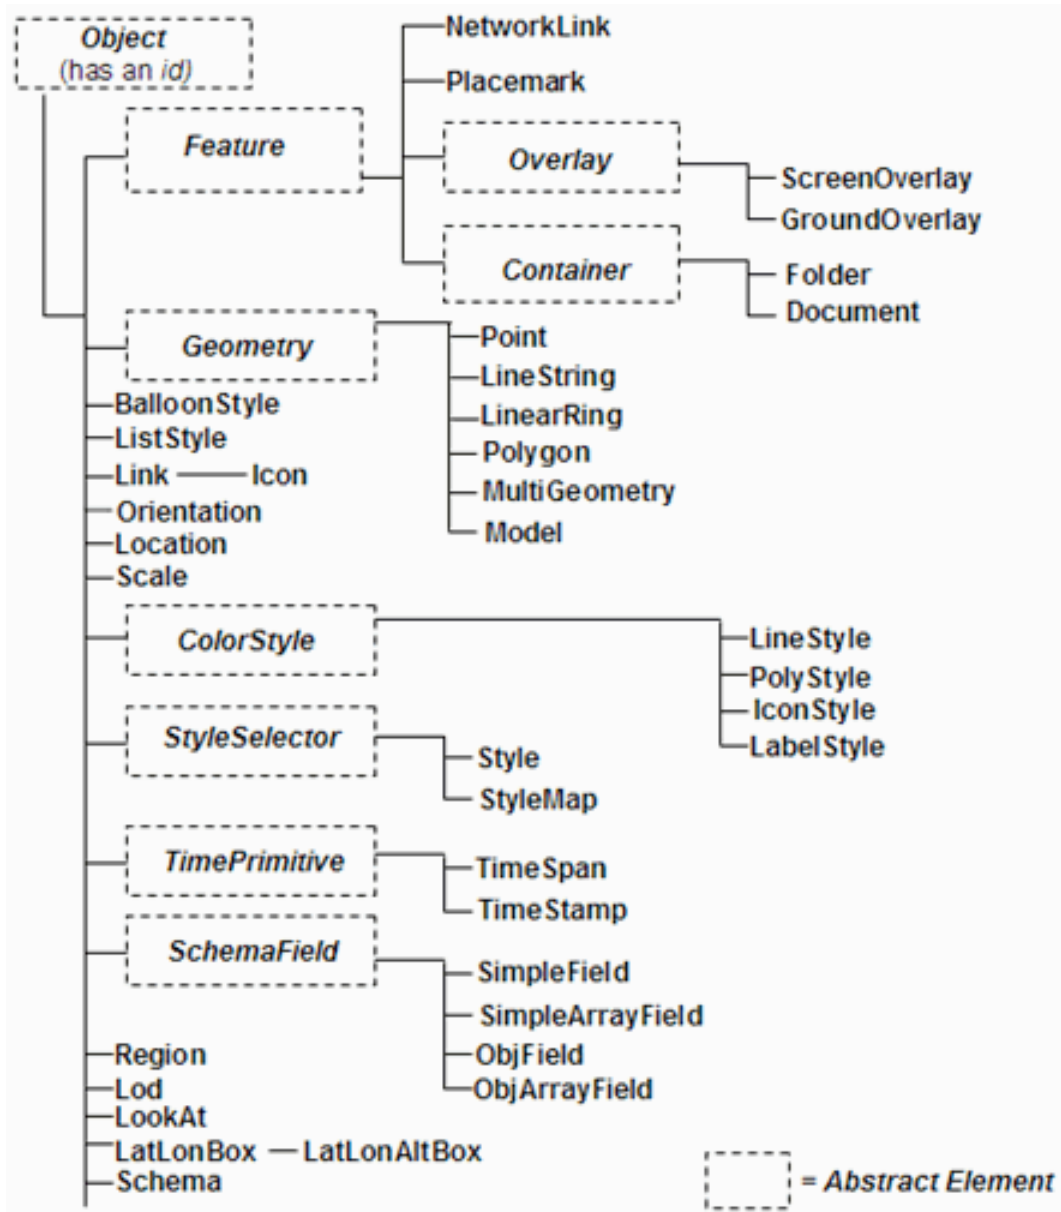 Object
(has an id)
NetworkLink
Placemark
Feature
Overlay
ScreenOverlay
GroundOverlay
Container
Folder
Document
Geometry
Point
LineString
LinearRing
Polygon
MultiGeometry
Model
BalloonStyle
ListStyle
Link
Icon
Orientation
Location
Scale
ColorStyle
LineStyle
PolyStyle
IconStyle
LabelStyle
StyleSelector
Style
StyleMap
TimePrimitive
TimeSpan
TimeStamp
SchemaField
SimpleField
SimpleArrayField
ObjField
ObjArrayField
Region
Lod
LookAt
LatLonBox
LatLonAltBox
Schema
= Abstract Element